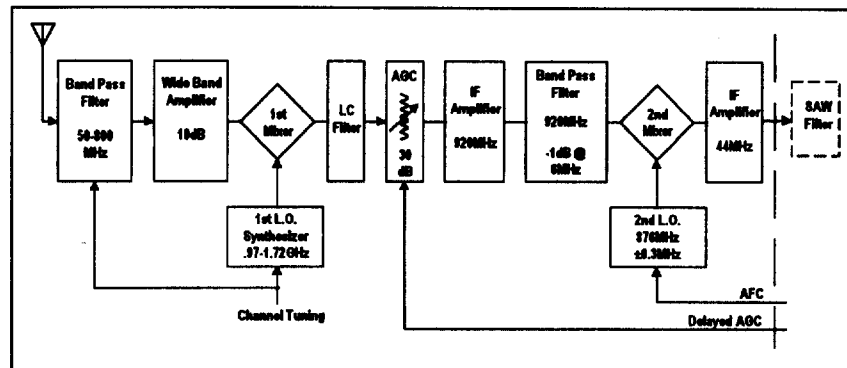 Band Pass
Filter
50-800
MHz
Wide Band
Amplifier
10dB
1st
Mixer
LC
Filter
AGC
30
dB
IF
Amplifier
920MHz
Band Pass
Filter
920MHz
-1dB @
6MHz
2nd
Mixer
IF
Amplifier
44MHz
SAW
Filter
1st L.O.
Synthesizer
.97-1.72GHz
2nd L.O.
876MHz
±0.3MHz
Channel Tuning
AFC
Delayed AGC